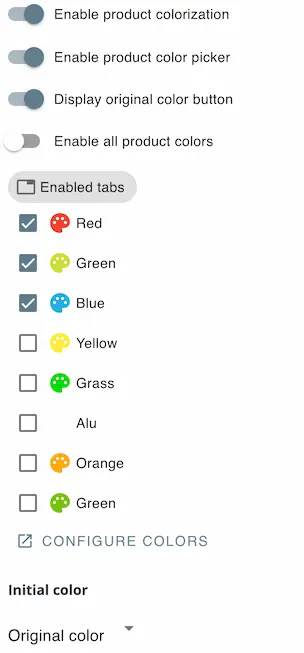 Enable product colorization
Enable product color picker
Display original color button
Enable all product colors
Enabled tabs
Red
Green
Blue
Yellow
Grass
Alu
Orange
Green
CONFIGURE COLORS
Initial color
Original color